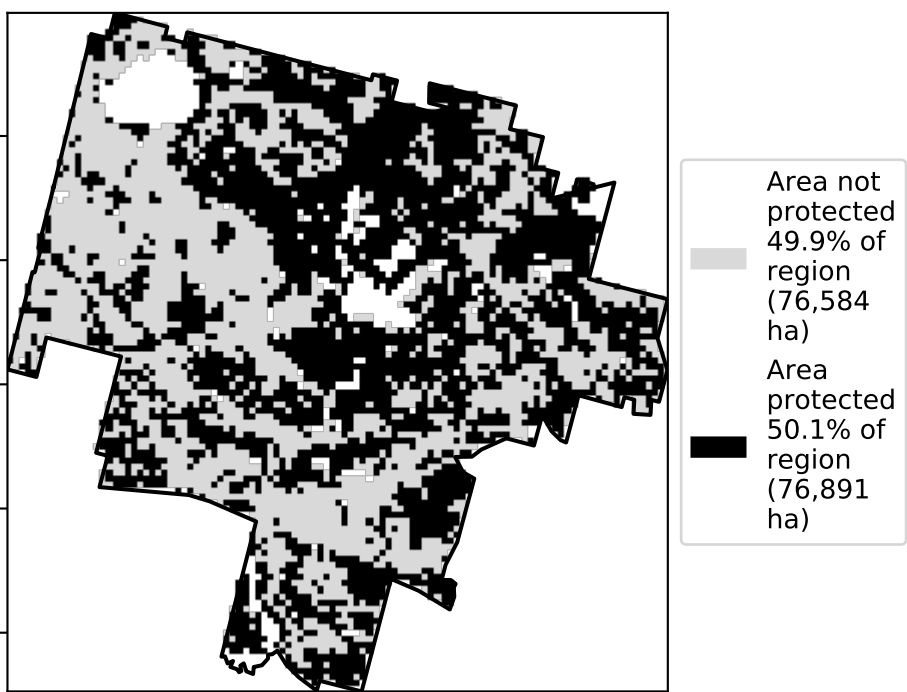 Area not
protected
49.9% of
region
(76,584
ha)
Area
protected
50.1% of
region
(76,891
ha)